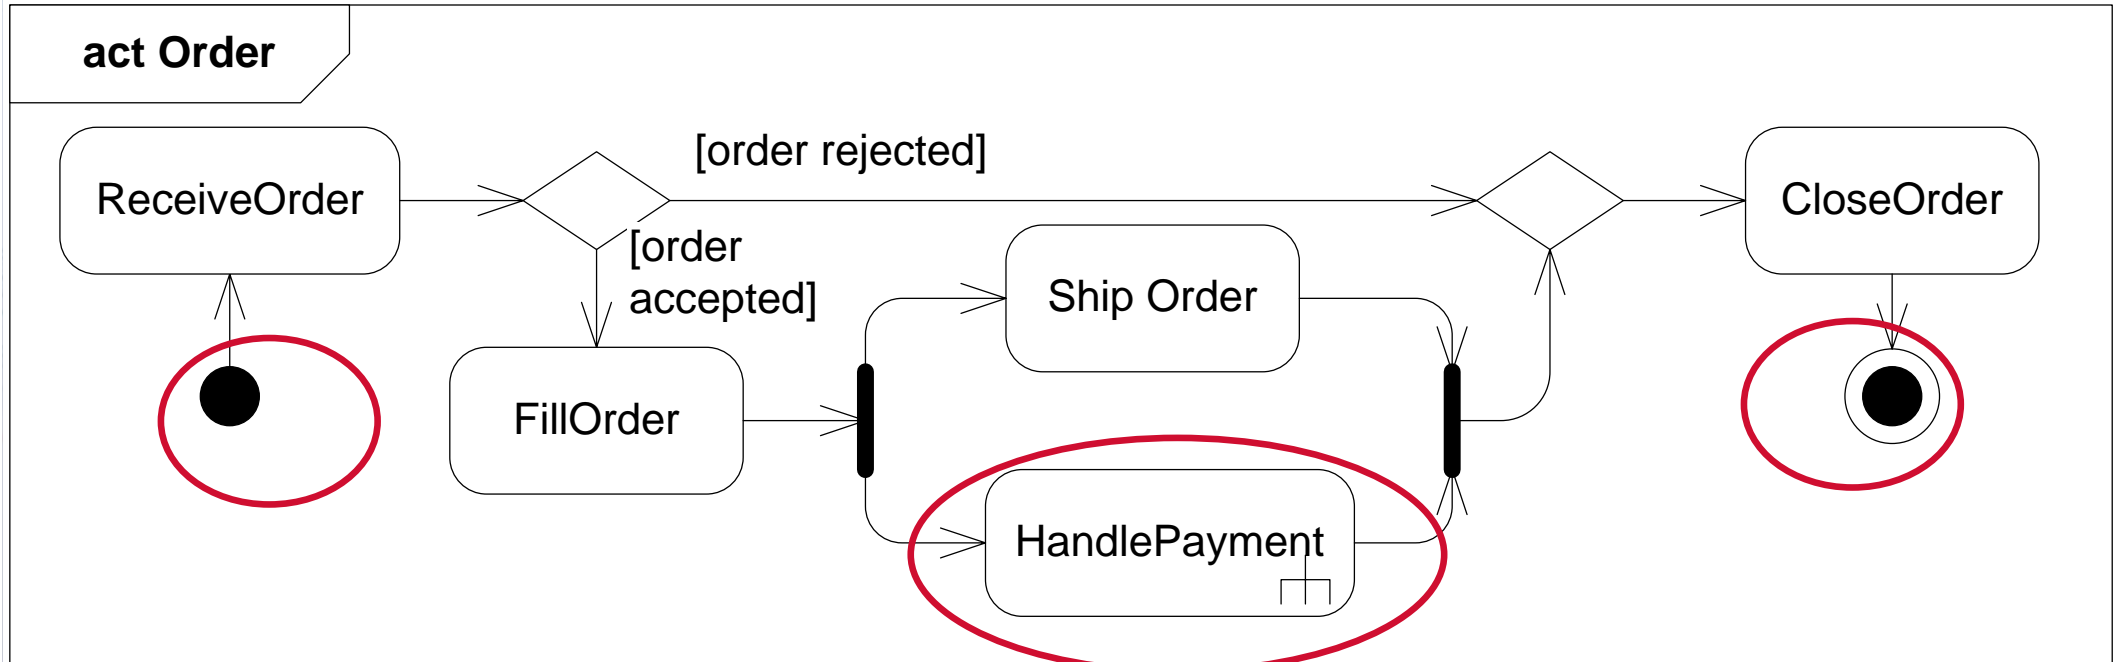 act Order
[order rejected]
ReceiveOrder
CloseOrder
[order
accepted]
Ship Order
FillOrder
HandlePayment